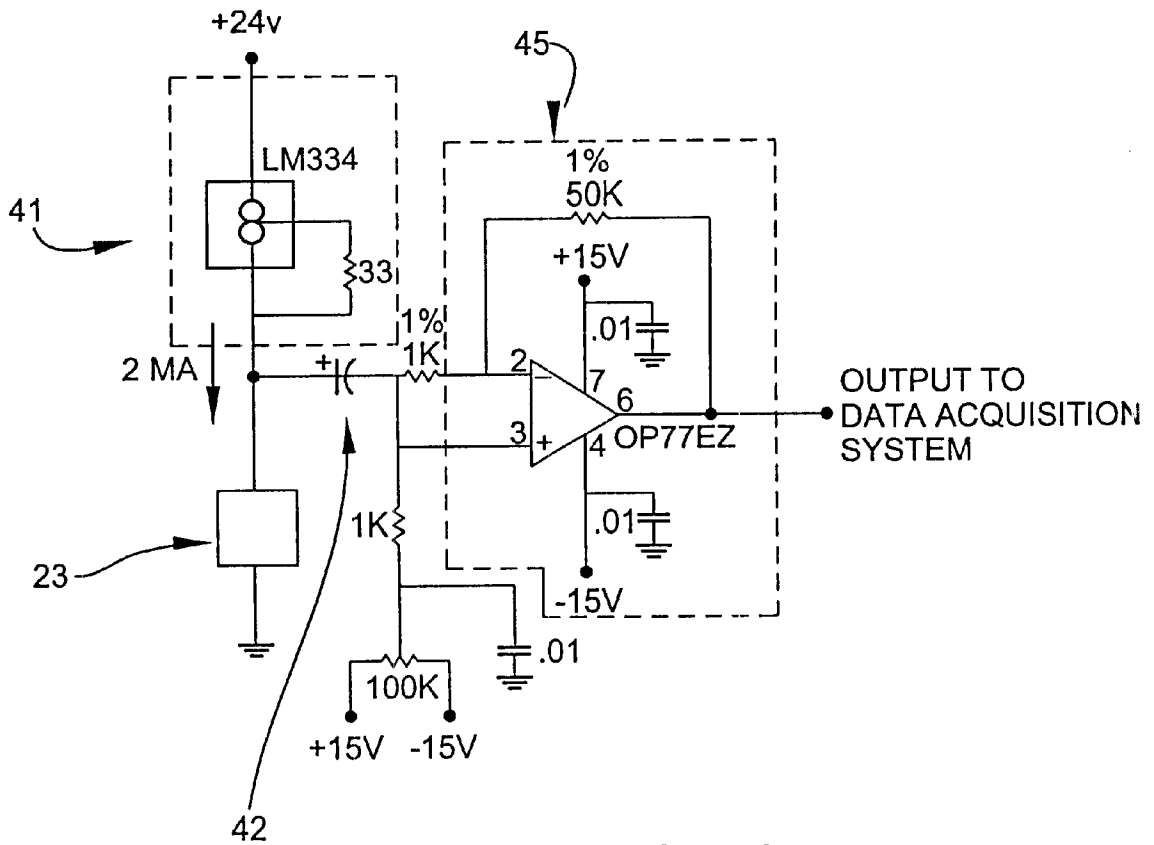 +24v
45
LM334
1%
50K
41
+15V
33
.01
1%
1K
2 MA
+
2
−
7
6
3
+
4
OP77EZ
OUTPUT TO
DATA ACQUISITION
SYSTEM
1K
.01
23
-15V
.01
100K
+15V
-15V
42